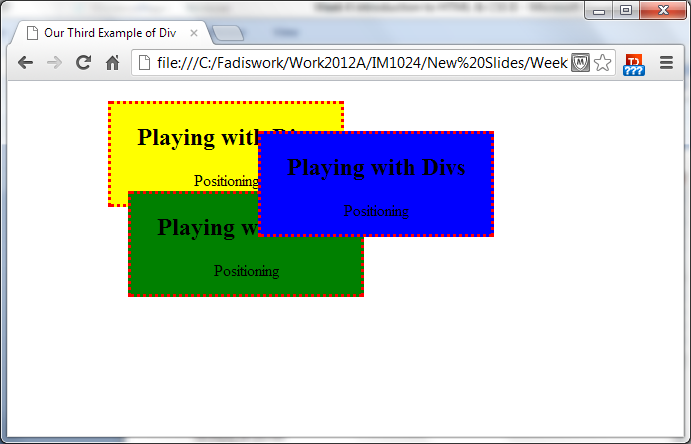 Our Third Example of Div
file:///C:/Fadiswork/Work2012A/IM1024/New%20Slides/Week
???
Playing with
Positioning
Playing with Divs
Positioning
Playing
Positioning